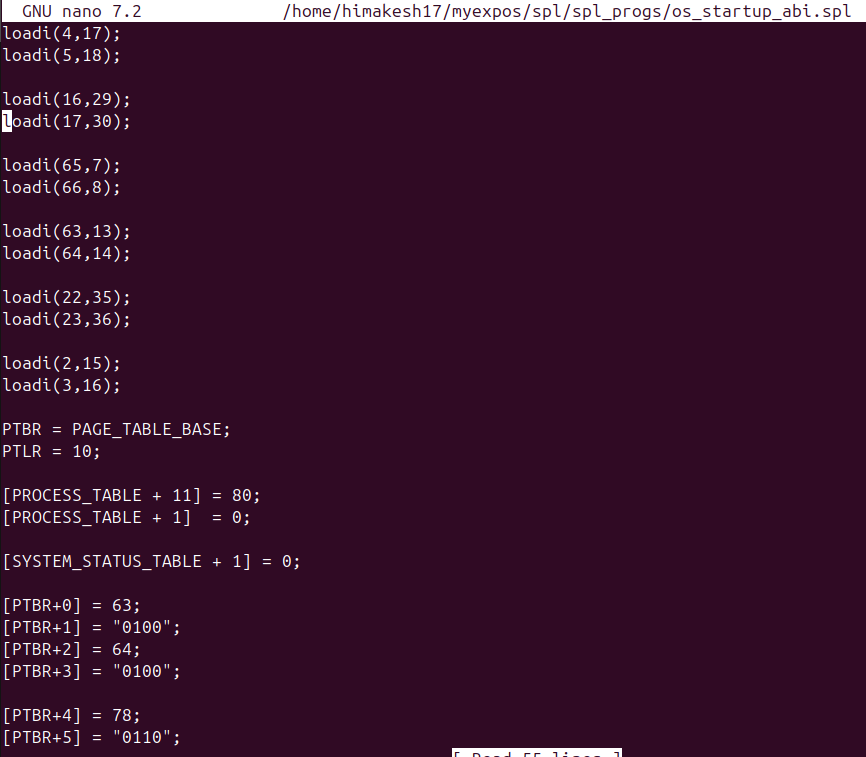 GNU nano 7.2 /home/himakesh17/myexpos/spl/spl_progs/os_startup_abi.spl
loadi(4,17);
loadi(5,18);
loadi(16,29);
loadi(17,30);
loadi(65,7);
loadi(66,8);
loadi(63,13);
loadi(64,14);
loadi(22,35);
loadi(23,36);
loadi(2,15);
loadi(3,16);
PTBR = PAGE_TABLE_BASE;
PTLR = 10;
[PROCESS_TABLE + 11] = 80;
[PROCESS_TABLE + 1]  = 0;
[SYSTEM_STATUS_TABLE + 1] = 0;
[PTBR+0] = 63;
[PTBR+1] = "0100";
[PTBR+2] = 64;
[PTBR+3] = "0100";
[PTBR+4] = 78;
[PTBR+5] = "0110";
[ Read 55 lines ]